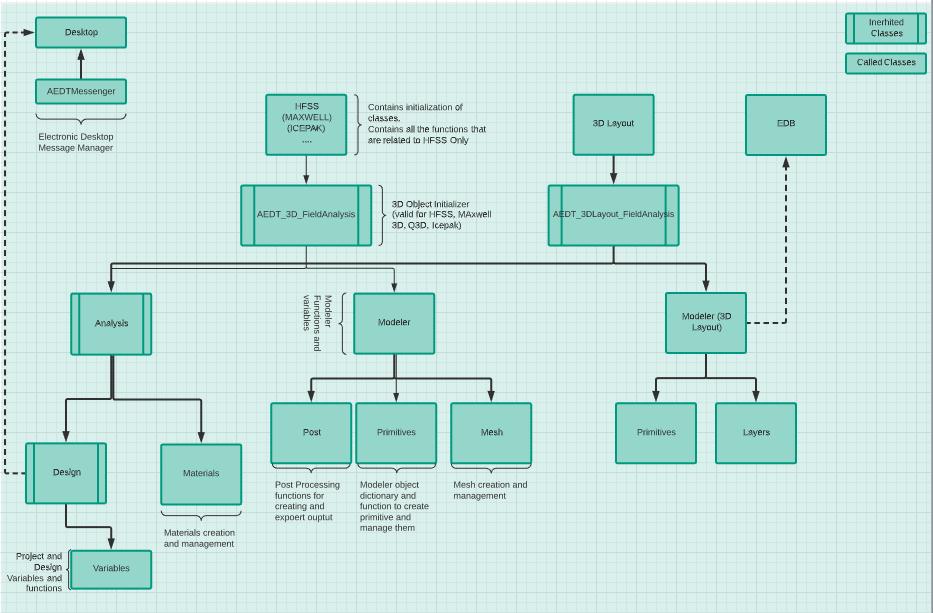 Desktop
Inerhited
Classes
Called Classes
AEDTMessenger
Electronic Desktop
Message Manager
HFSS
(MAXWELL)
(ICEPAK)
....
Contains initialization of
classes.
Contains all the functions that
are related to HFSS Only
3D Layout
EDB
AEDT_3D_FieldAnalysis
3D Object Initializer
(valid for HFSS, MAxwell
3D, Q3D, Icepak)
AEDT_3DLayout_FieldAnalysis
Analysis
Modeler
Functions and
variables
Modeler
Modeler (3D
Layout)
Post
Primitives
Mesh
Primitives
Layers
Design
Materials
Post Processing
functions for
creating and
expoert ouptut
Modeler object
dictionary and
function to create
primitive and
manage them
Mesh creation and
management
Materials creation
and management
Project and
Design
Variables and
functions
Variables